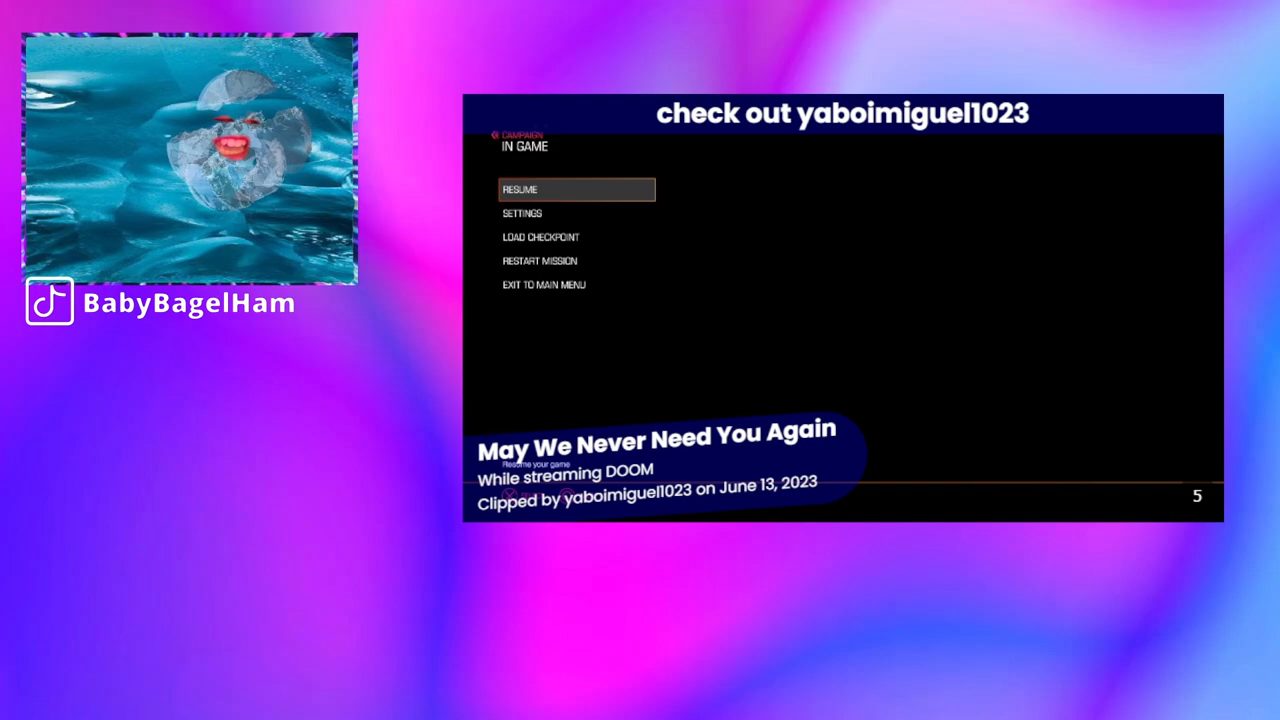 check out yaboimiguel1023
CAMPAIGN
IN GAME
RESUME
SETTINGS
LOAD CHECKPOINT
RESTART MISSION
EXIT TO MAIN MENU
BabyBagelHam
May We Never Need You Again
Resume your game
While streaming DOOM
Clipped by yaboimiguel1023 on June 13, 2023
5